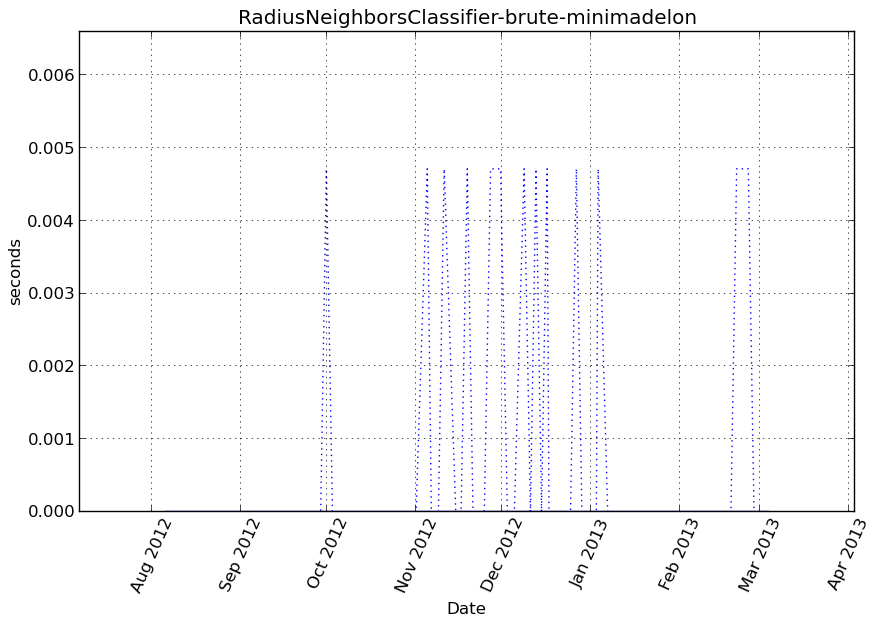 RadiusNeighborsClassifier-brute-minimadelon
0.006
0.005
0.004
0.003
0.002
0.001
0.000
seconds
Aug 2012
Sep 2012
Oct 2012
Nov 2012
Dec 2012
Jan 2013
Feb 2013
Mar 2013
Apr 2013
Date